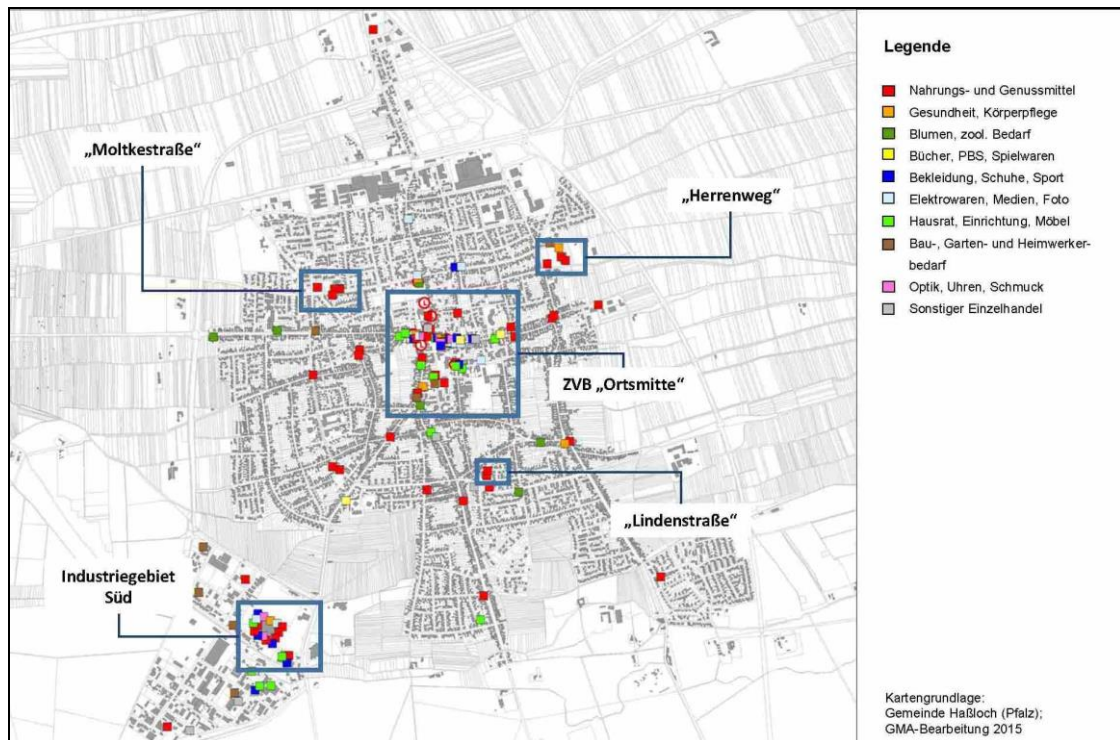 „Moltkestraße“
„Herrenweg“
ZVB „Ortsmitte“
„Lindenstraße“
Industriegebiet
Süd
Legende
Nahrungs- und Genussmittel
Gesundheit, Körperpflege
Blumen, zool. Bedarf
Bücher, PBS, Spielwaren
Bekleidung, Schuhe, Sport
Elektrowaren, Medien, Foto
Hausrat, Einrichtung, Möbel
Bau-, Garten- und Heimwerker-
bedarf
Optik, Uhren, Schmuck
Sonstiger Einzelhandel
Kartengrundlage:
Gemeinde Haßloch (Pfalz);
GMA-Bearbeitung 2015